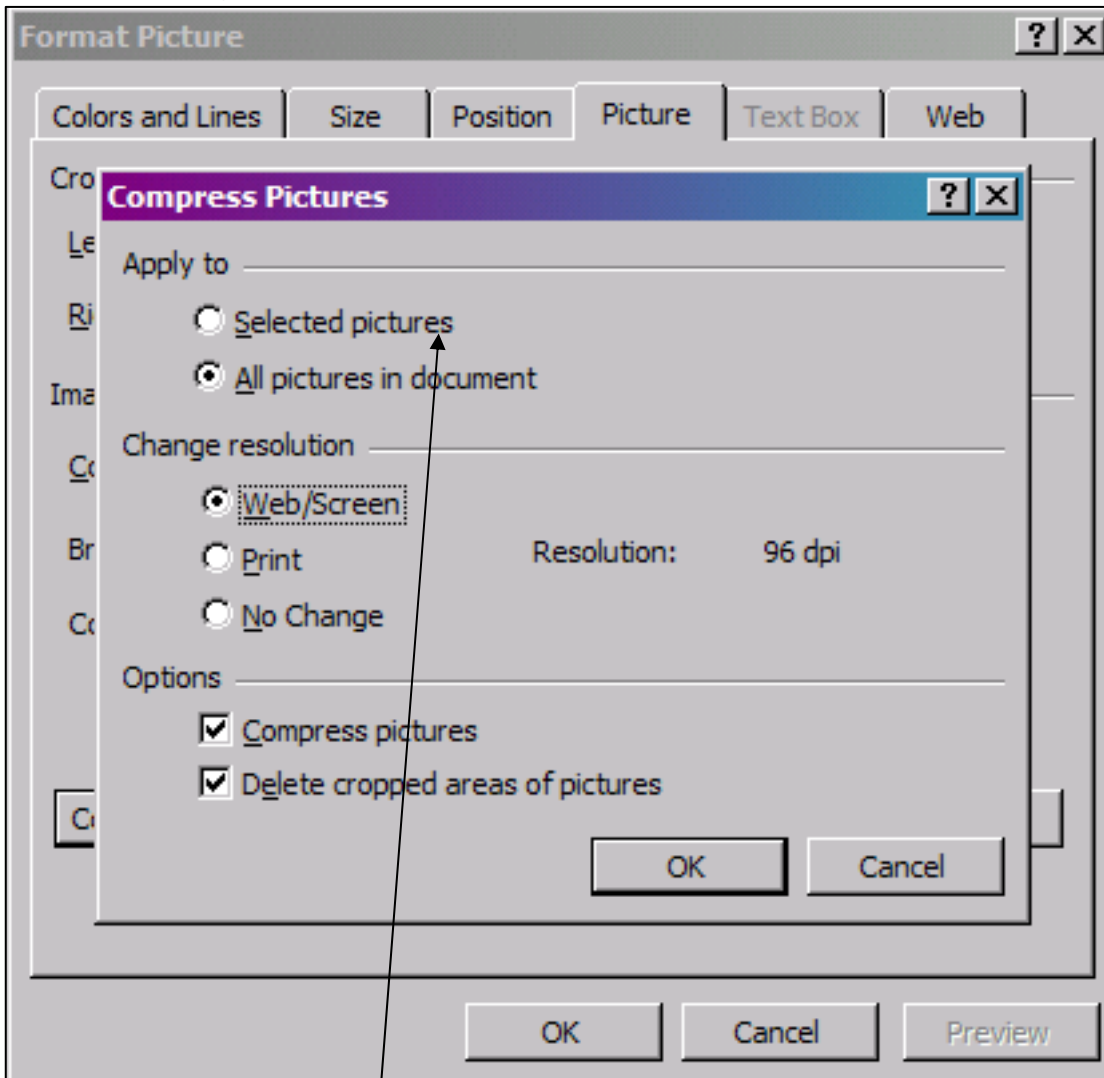 Format Picture
Colors and Lines Size Position Picture Text Box Web
Compress Pictures
Apply to
Selected pictures
All pictures in document
Change resolution
Web/Screen
Print Resolution: 96 dpi
No Change
Options
Compress pictures
Delete cropped areas of pictures
OK Cancel
OK Cancel Preview